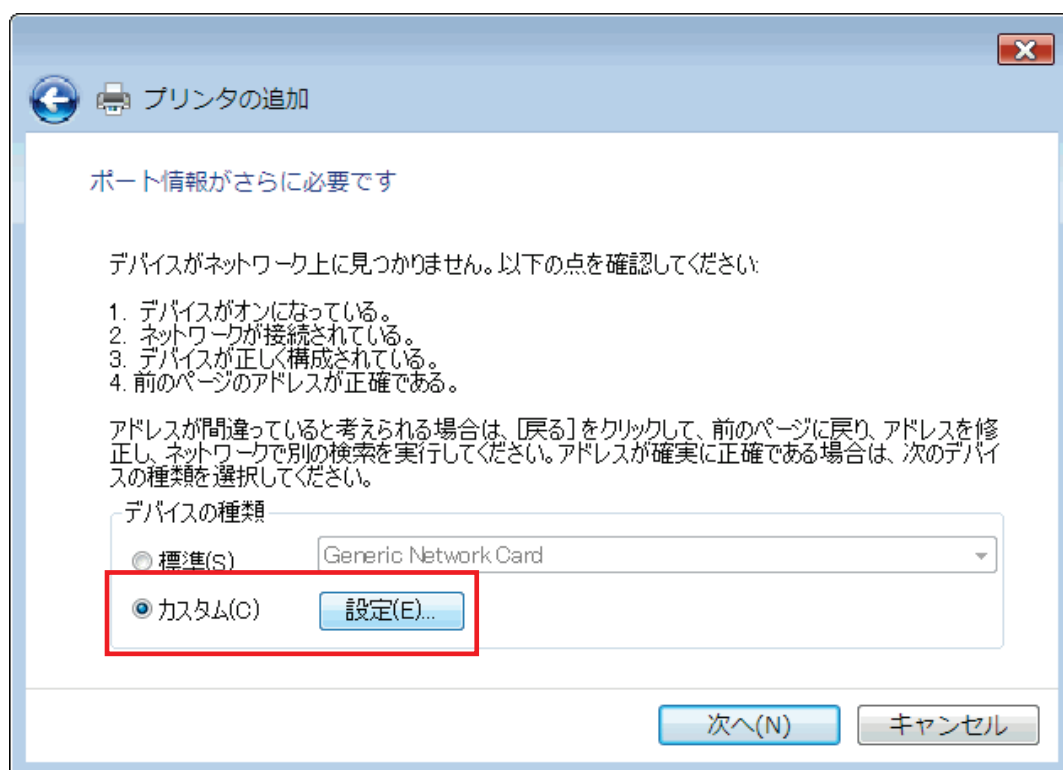 プリンタの追加
ポート情報がさらに必要です
デバイスがネットワーク上に見つかりません。以下の点を確認してください:
1. デバイスがオンになっている。
2. ネットワークが接続されている。
3. デバイスが正しく構成されている。
4. 前のページのアドレスが正確である。
アドレスが間違っていると考えられる場合は、[戻る]をクリックして、前のページに戻り、アドレスを修
正し、ネットワークで別の検索を実行してください。アドレスが確実に正確である場合は、次のデバイ
スの種類を選択してください。
デバイスの種類
標準(S) Generic Network Card
カスタム(C) 設定(E)...
次へ(N) キャンセル